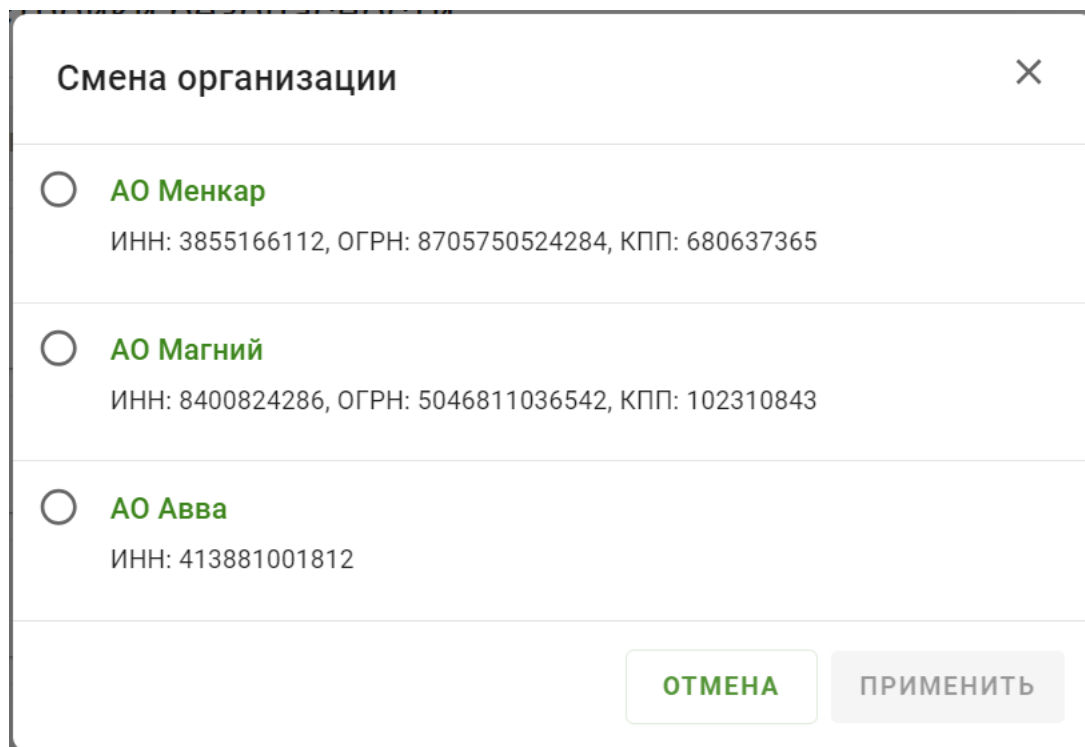 Смена организации
АО Менкар
ИНН: 3855166112, ОГРН: 8705750524284, КПП: 680637365
АО Магний
ИНН: 8400824286, ОГРН: 5046811036542, КПП: 102310843
АО Авва
ИНН: 413881001812
ОТМЕНА
ПРИМЕНИТЬ